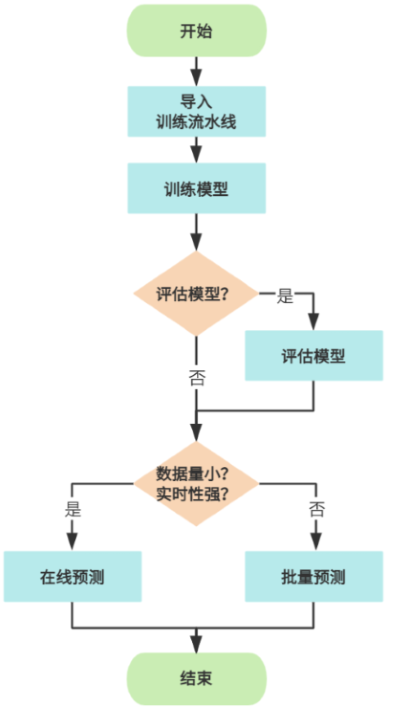 开始
导入
训练流水线
训练模型
评估模型？
是
评估模型
否
数据量小？
实时性强？
是
否
在线预测
批量预测
结束